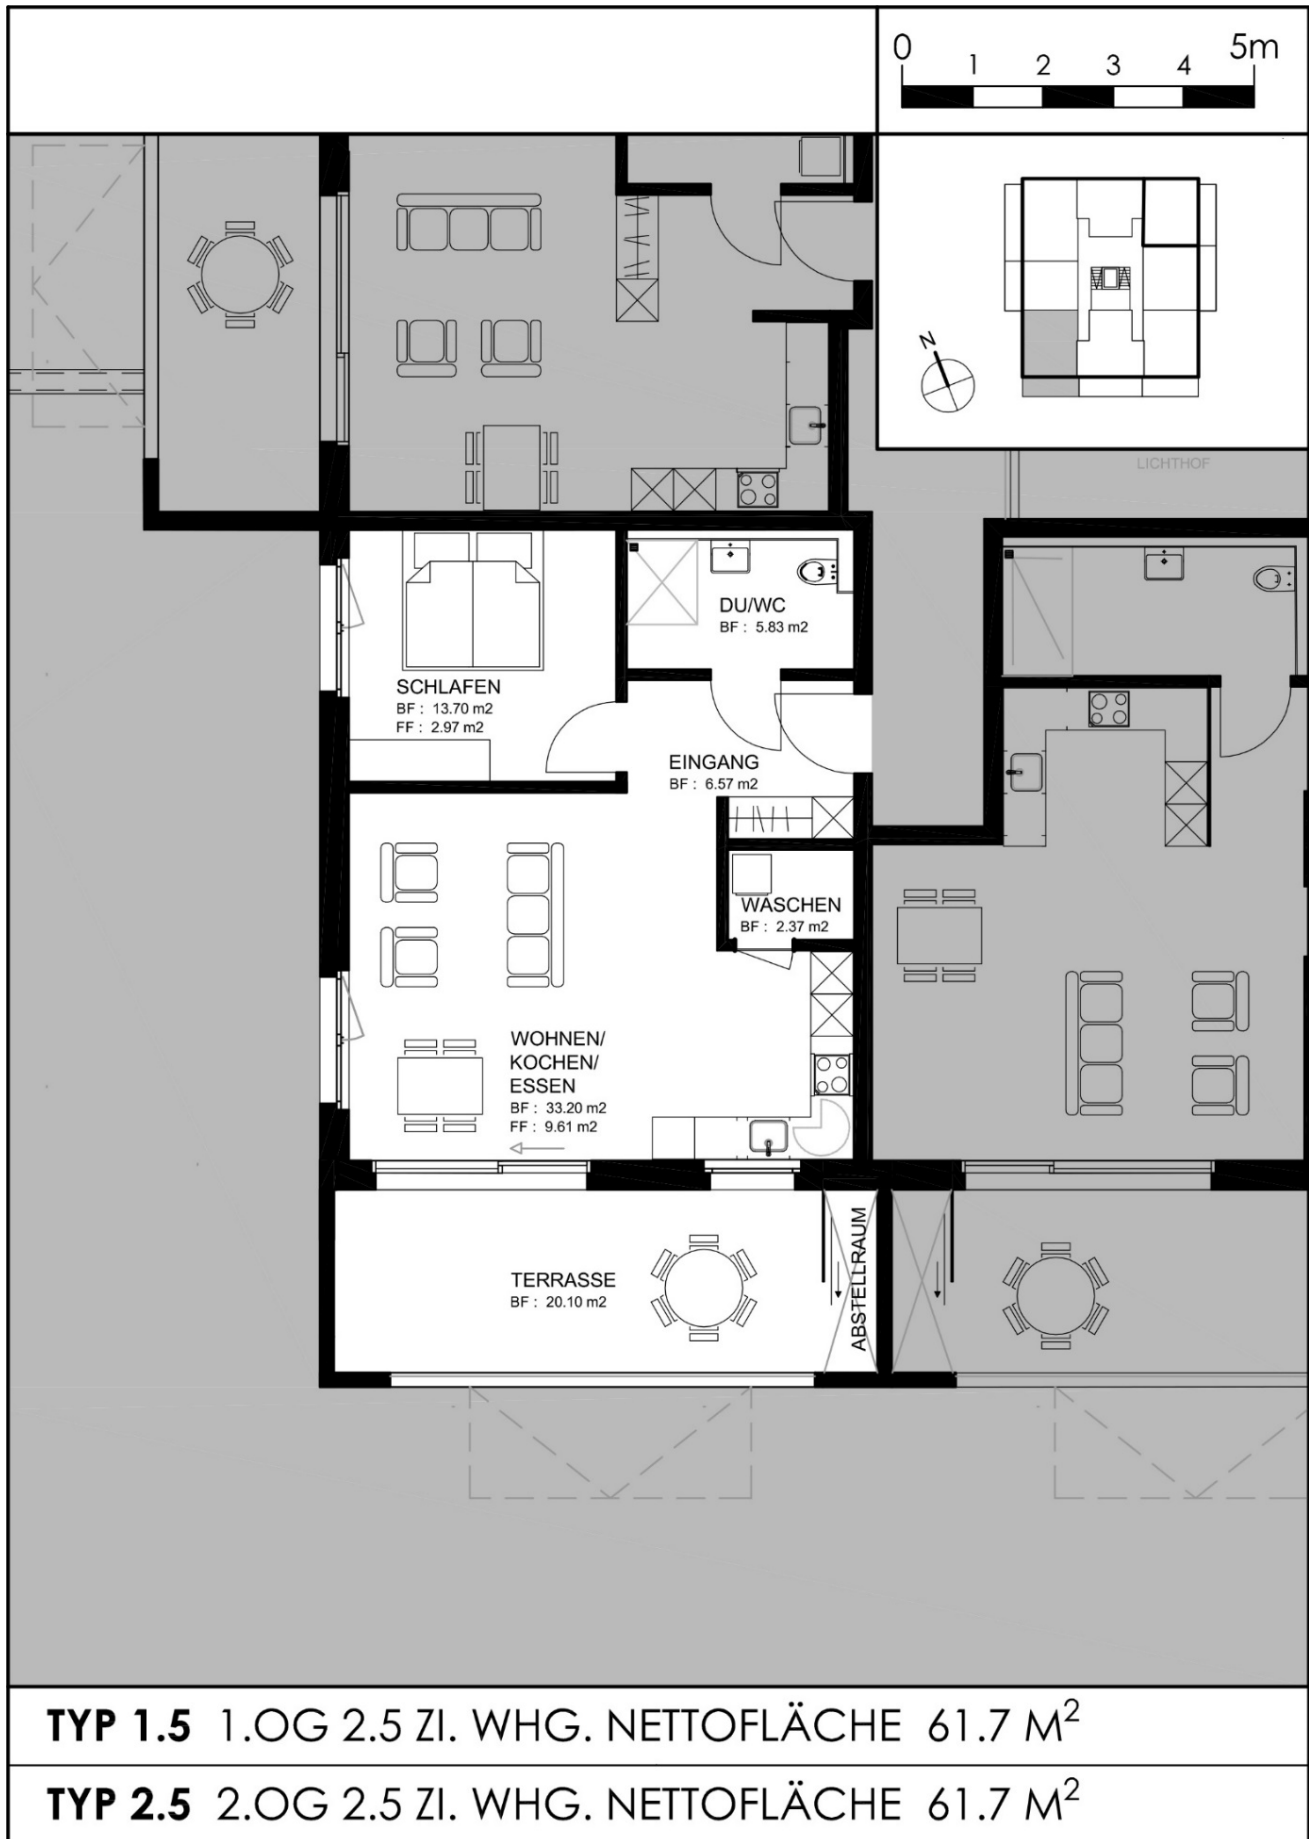 0 1 2 3 4 5m
N
LICHTHOF
DU/WC
BF : 5.83 m2
SCHLAFEN
BF : 13.70 m2
FF : 2.97 m2
EINGANG
BF : 6.57 m2
WASCHEN
BF : 2.37 m2
WOHNEN/
KOCHEN/
ESSEN
BF : 33.20 m2
FF : 9.61 m2
TERRASSE
BF : 20.10 m2
ABSTELLRAUM
TYP 1.5 1.OG 2.5 ZI. WHG. NETTOFLÄCHE 61.7 M²
TYP 2.5 2.OG 2.5 ZI. WHG. NETTOFLÄCHE 61.7 M²